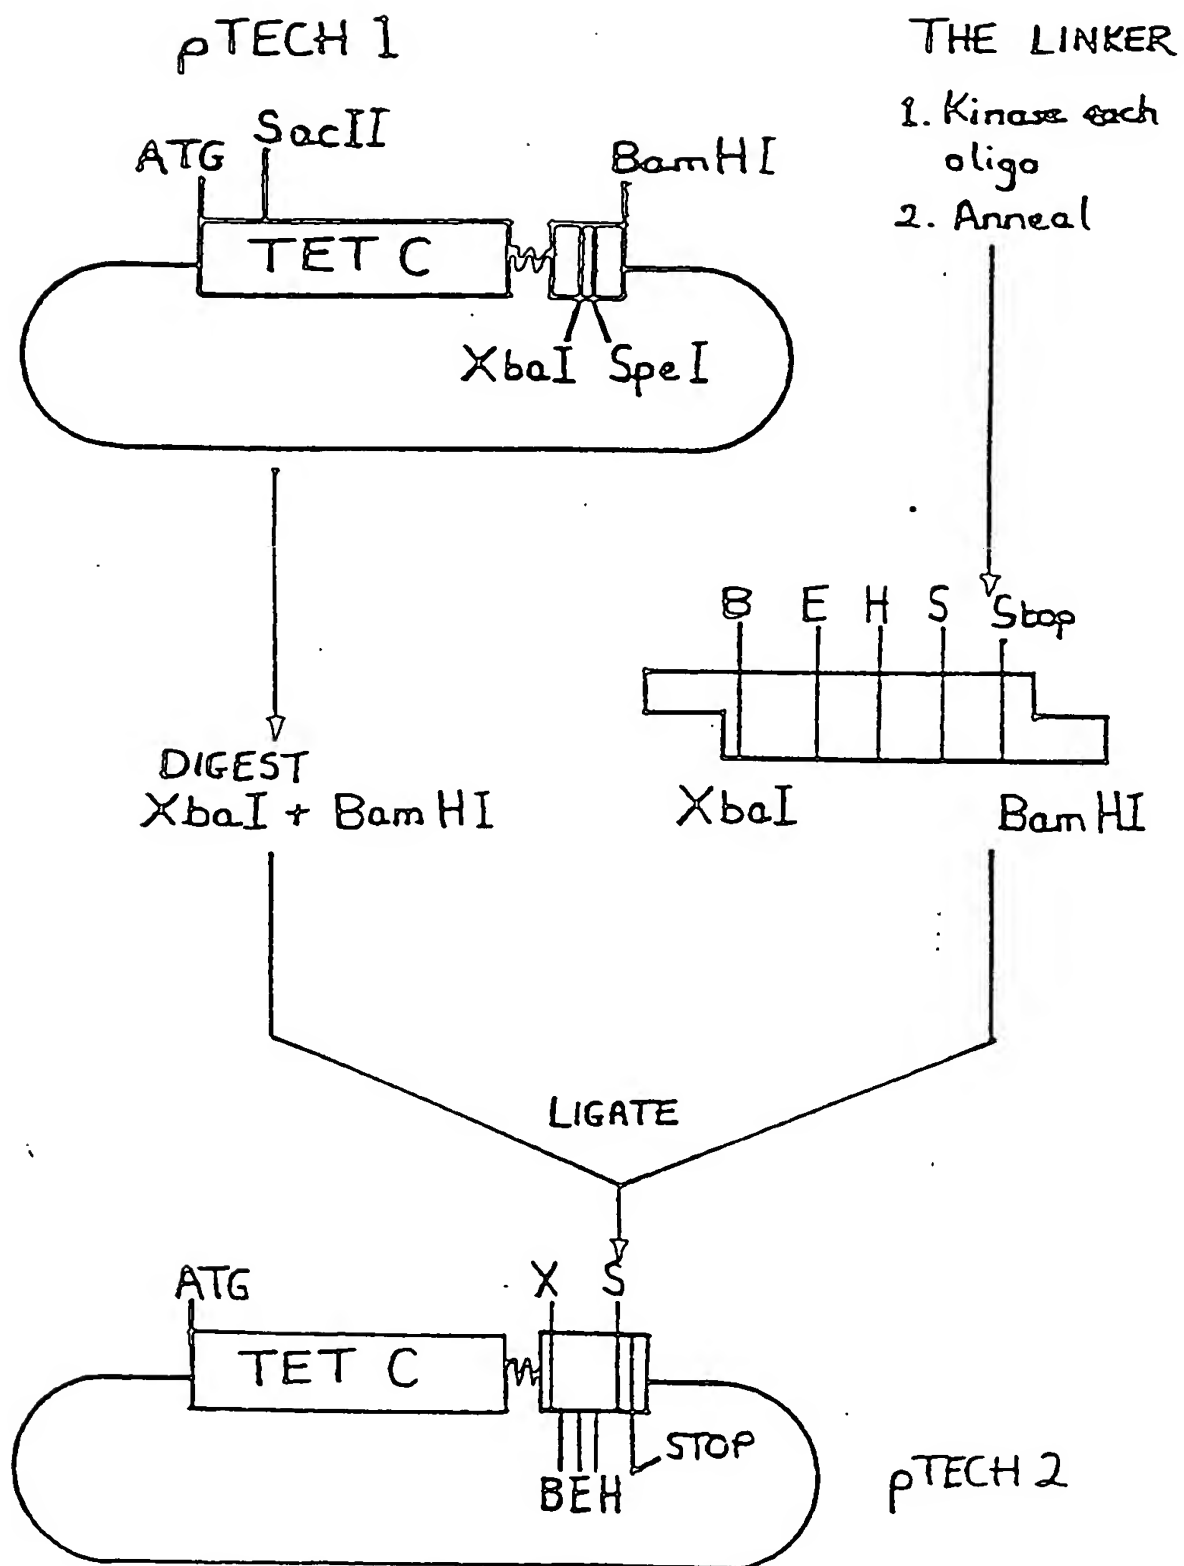 pTECH 1
THE LINKER
1. Kinase each
oligo
2. Anneal
ATG
SacII
BamHI
TET C
XbaI SpeI
B E H S Stop
DIGEST
XbaI + BamHI
XbaI
BamHI
LIGATE
ATG
X S
TET C
STOP
BEH
pTECH 2